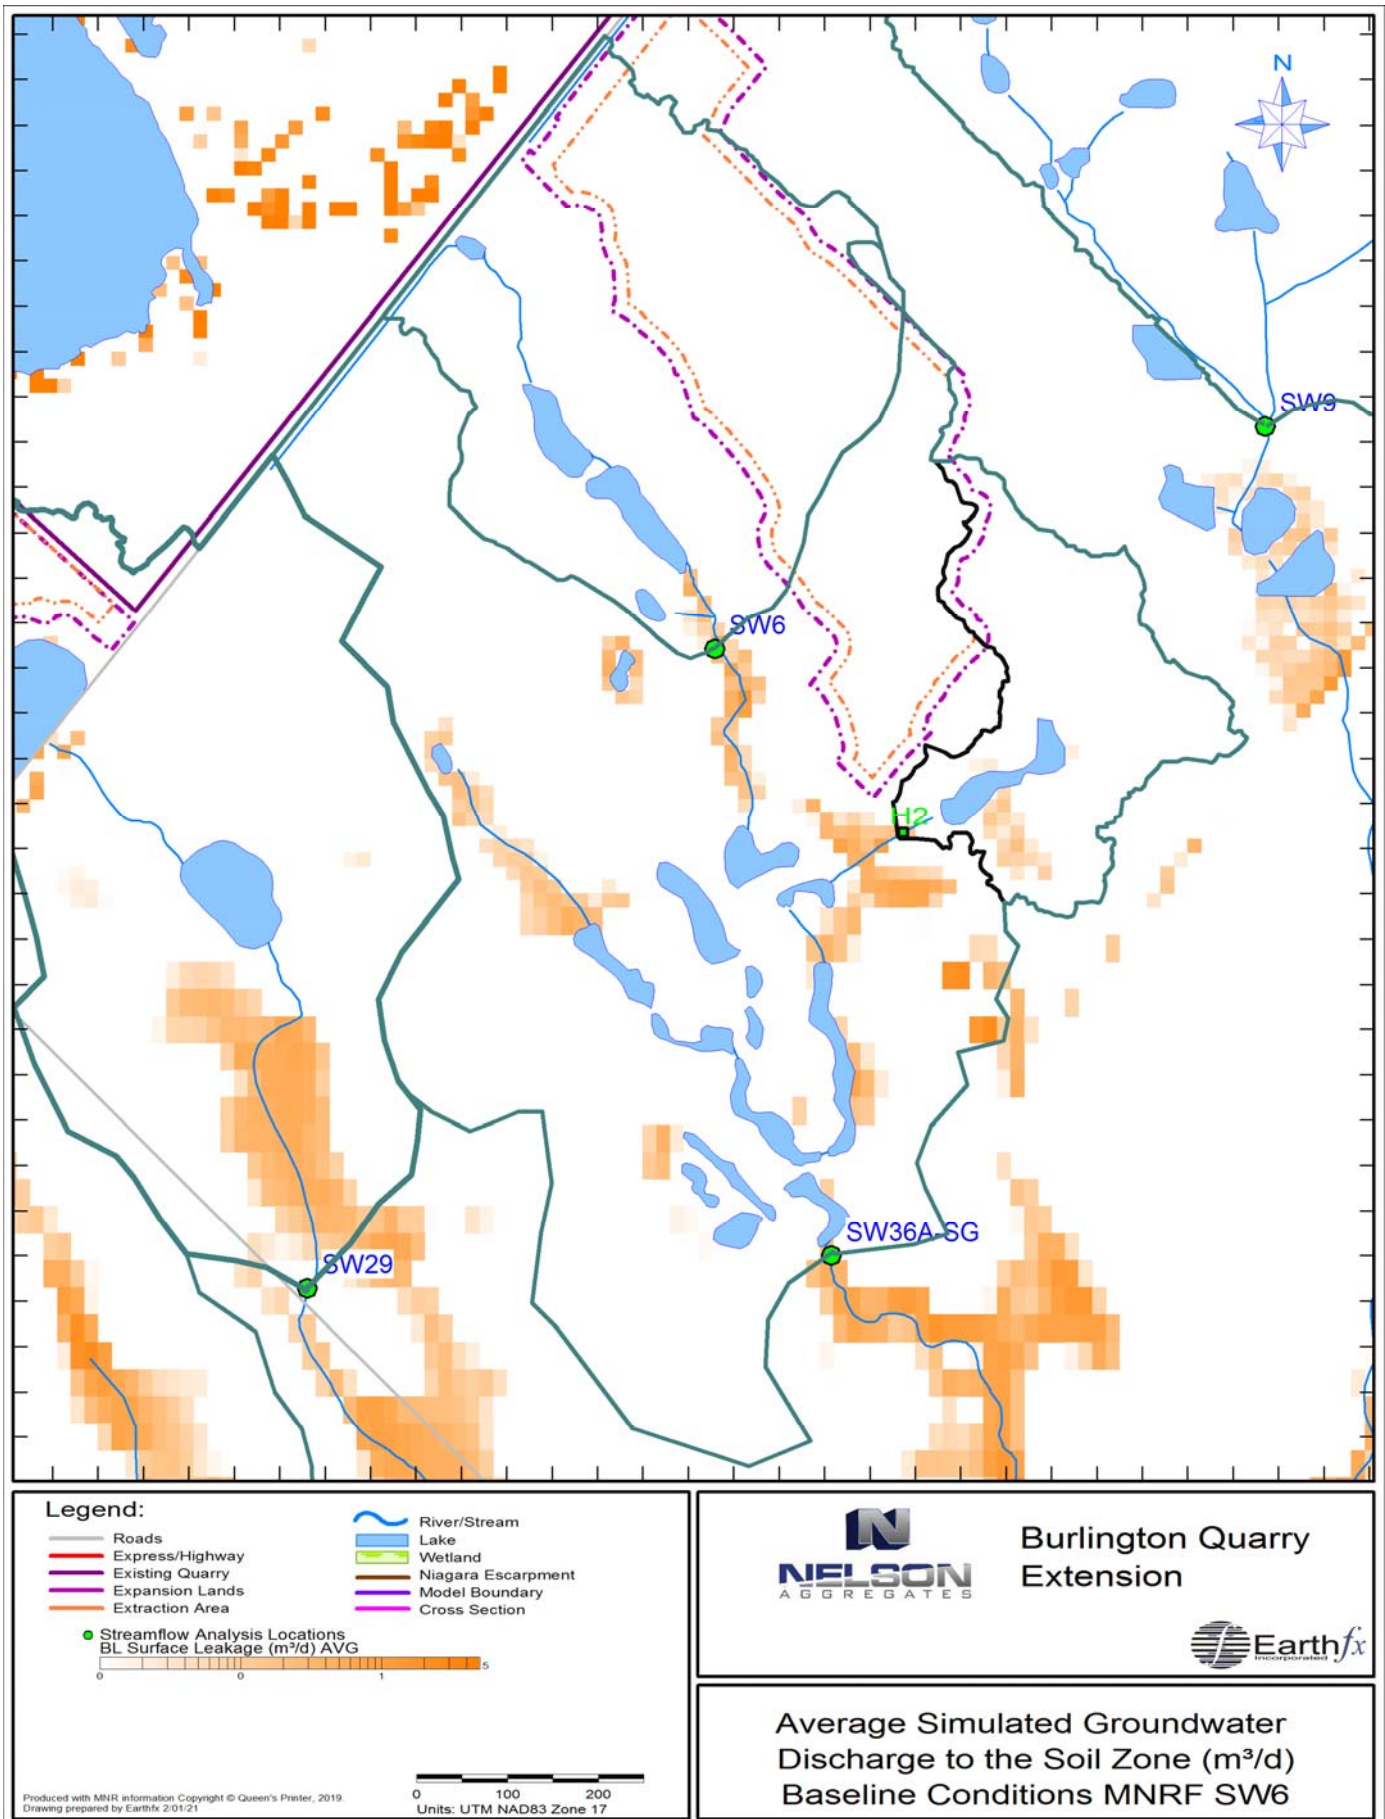 N
SW9
SW6
H2
SW36A-SG
SW29
Legend:
Roads
Express/Highway
Existing Quarry
Expansion Lands
Extraction Area
River/Stream
Lake
Wetland
Niagara Escarpment
Model Boundary
Cross Section
Streamflow Analysis Locations
BL Surface Leakage (m³/d) AVG
0 0 1 5
0 100 200
Units: UTM NAD83 Zone 17
Produced with MNR information Copyright © Queen's Printer, 2019.
Drawing prepared by Earthfx 2/01/21
N
NELSON
AGGREGATES
Burlington Quarry
Extension
Earthfx
Incorporated
Average Simulated Groundwater
Discharge to the Soil Zone (m³/d)
Baseline Conditions MNRF SW6